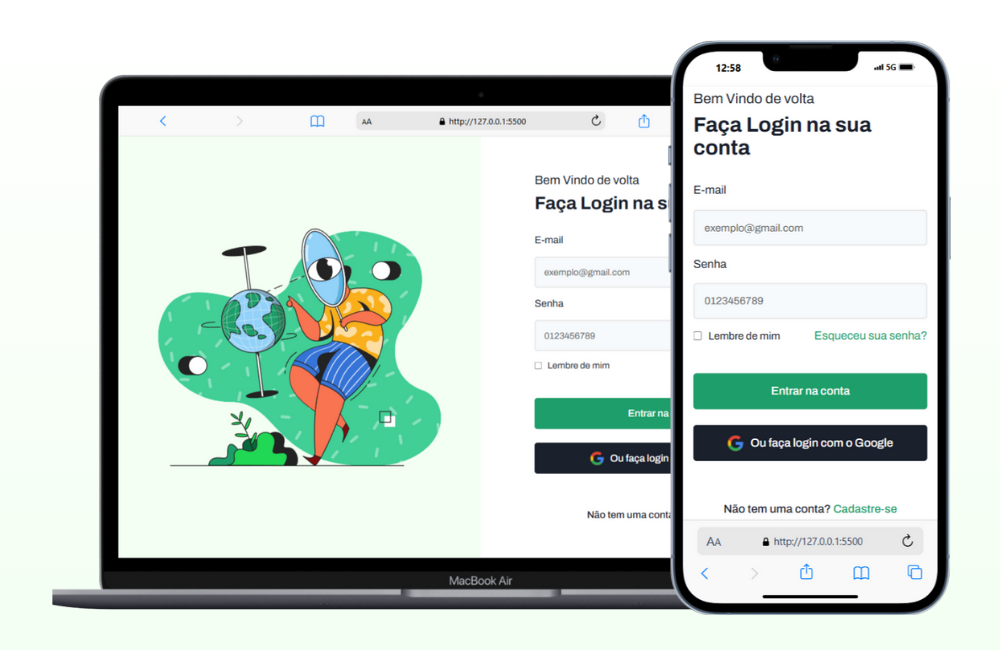 AA
http://127.0.0.1:5500
Bem Vindo de volta
Faça Login na s
E-mail
exemplo@gmail.com
Senha
0123456789
Lembre de mim
Entrar na
Ou faça login
Não tem uma conta
MacBook Air
12:58
5G
Bem Vindo de volta
Faça Login na sua
conta
E-mail
exemplo@gmail.com
Senha
0123456789
Lembre de mim Esqueceu sua senha?
Entrar na conta
Ou faça login com o Google
Não tem uma conta? Cadastre-se
AA
http://127.0.0.1:5500